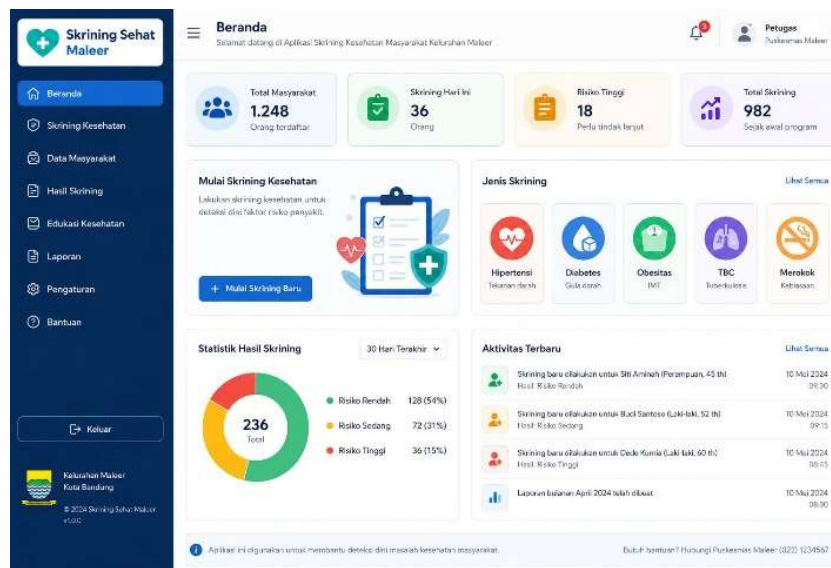 Skrining Sehat
Maleer
Beranda
Skrining Kesehatan
Data Masyarakat
Hasil Skrining
Edukasi Kesehatan
Laporan
Pengaturan
Bantuan
Keluar
Kelurahan Maleer
Kota Bandung
© 2024 Skrining Sehat Maleer
v1.0.0
Beranda
Selamat datang di Aplikasi Skrining Kesehatan Masyarakat Kelurahan Maleer
3
Petugas
Puskesmas Maleer
Total Masyarakat
1.248
Orang terdaftar
Skrining Hari Ini
36
Orang
Risiko Tinggi
18
Perlu tindak lanjut
Total Skrining
982
Sejak awal program
Mulai Skrining Kesehatan
Lakukan skrining kesehatan untuk
deteksi dini faktor risiko penyakit.
+ Mulai Skrining Baru
Jenis Skrining
Lihat Semua
Hipertensi
Tekanan darah
Diabetes
Gula darah
Obesitas
IMT
TBC
Tuberkulosis
Merokok
Kebiasaan
Statistik Hasil Skrining
30 Hari Terakhir
236
Total
Risiko Rendah 128 (54%)
Risiko Sedang 72 (31%)
Risiko Tinggi 36 (15%)
Aktivitas Terbaru
Lihat Semua
Skrining baru dilakukan untuk Siti Aminah (Perempuan, 45 th)
Hasil: Risiko Rendah
10 Mei 2024
09:30
Skrining baru dilakukan untuk Budi Santoso (Laki-laki, 52 th)
Hasil: Risiko Sedang
10 Mei 2024
09:15
Skrining baru dilakukan untuk Dede Kurnia (Laki-laki, 60 th)
Hasil: Risiko Tinggi
10 Mei 2024
08:45
Laporan bulanan April 2024 telah dibuat
10 Mei 2024
08:30
Aplikasi ini digunakan untuk membantu deteksi dini masalah kesehatan masyarakat.
Butuh bantuan? Hubungi Puskesmas Maleer (022) 1234567